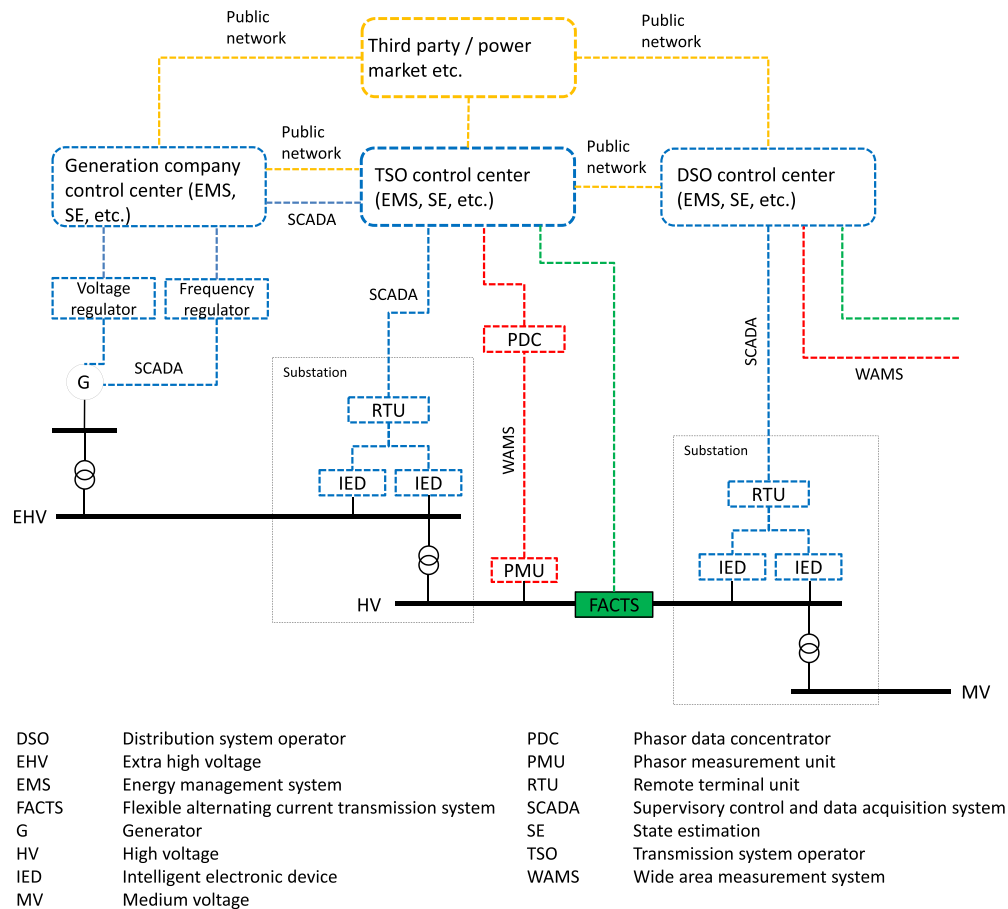 Public
network
Third party / power
market etc.
Public
network
Generation company
control center (EMS,
SE, etc.)
Public
network
SCADA
TSO control center
(EMS, SE, etc.)
Public
network
DSO control center
(EMS, SE, etc.)
Voltage
regulator
Frequency
regulator
SCADA
G
SCADA
PDC
SCADA
WAMS
Substation
RTU
IED
IED
WAMS
Substation
RTU
IED
IED
EHV
PMU
HV
FACTS
MV
DSO Distribution system operator
EHV Extra high voltage
EMS Energy management system
FACTS Flexible alternating current transmission system
G Generator
HV High voltage
IED Intelligent electronic device
MV Medium voltage
PDC Phasor data concentrator
PMU Phasor measurement unit
RTU Remote terminal unit
SCADA Supervisory control and data acquisition system
SE State estimation
TSO Transmission system operator
WAMS Wide area measurement system